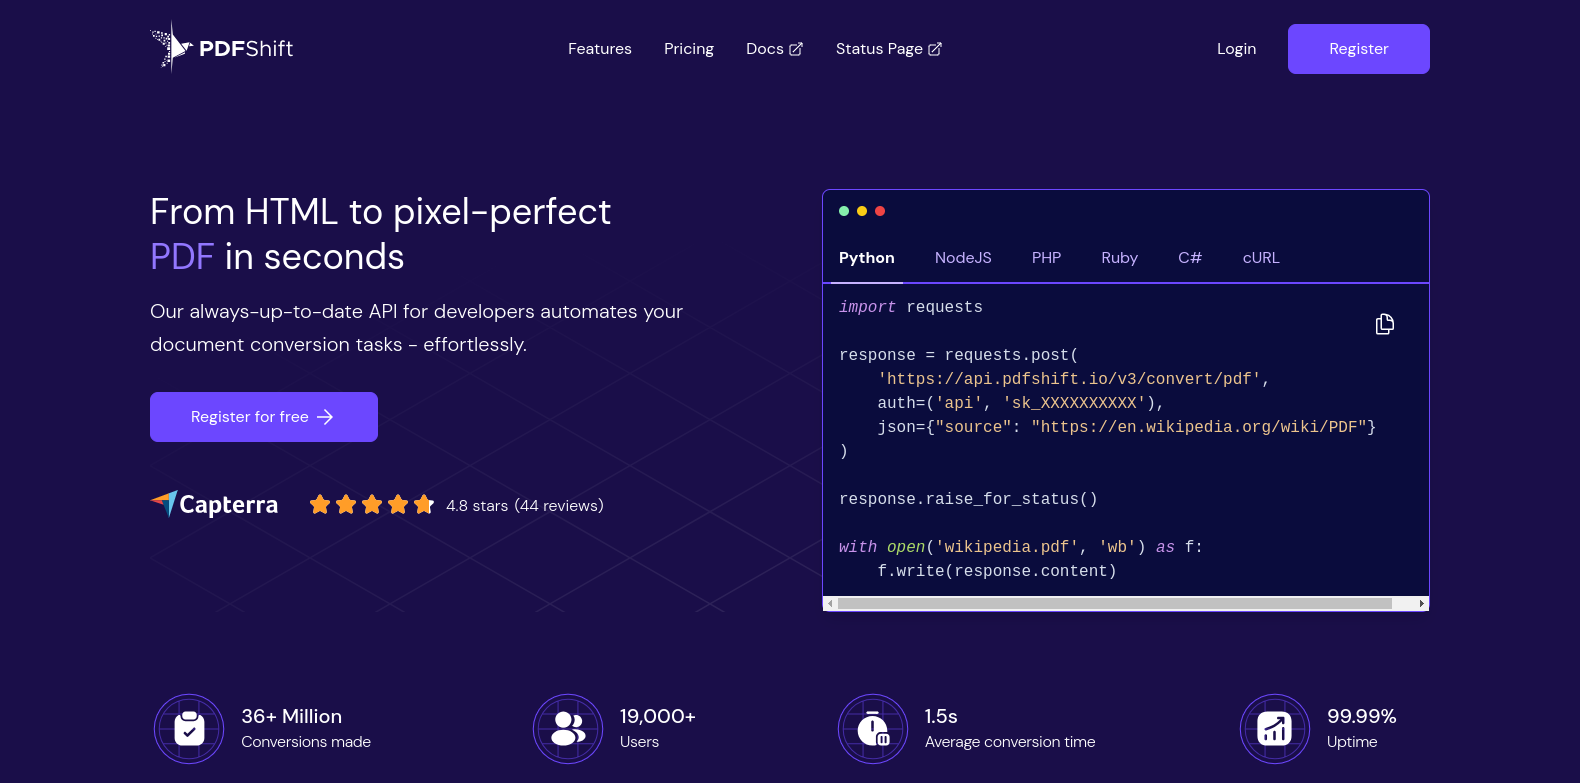 PDFShift
Features
Pricing
Docs
Status Page
Login
Register
From HTML to pixel-perfect
PDF in seconds
Our always-up-to-date API for developers automates your
document conversion tasks - effortlessly.
Register for free
Capterra
4.8 stars (44 reviews)
Python
NodeJS
PHP
Ruby
C#
cURL
import requests
response = requests.post(
    'https://api.pdfshift.io/v3/convert/pdf',
    auth=('api', 'sk_XXXXXXXXXX'),
    json={"source": "https://en.wikipedia.org/wiki/PDF"}
)
response.raise_for_status()
with open('wikipedia.pdf', 'wb') as f:
    f.write(response.content)
36+ Million
Conversions made
19,000+
Users
1.5s
Average conversion time
99.99%
Uptime